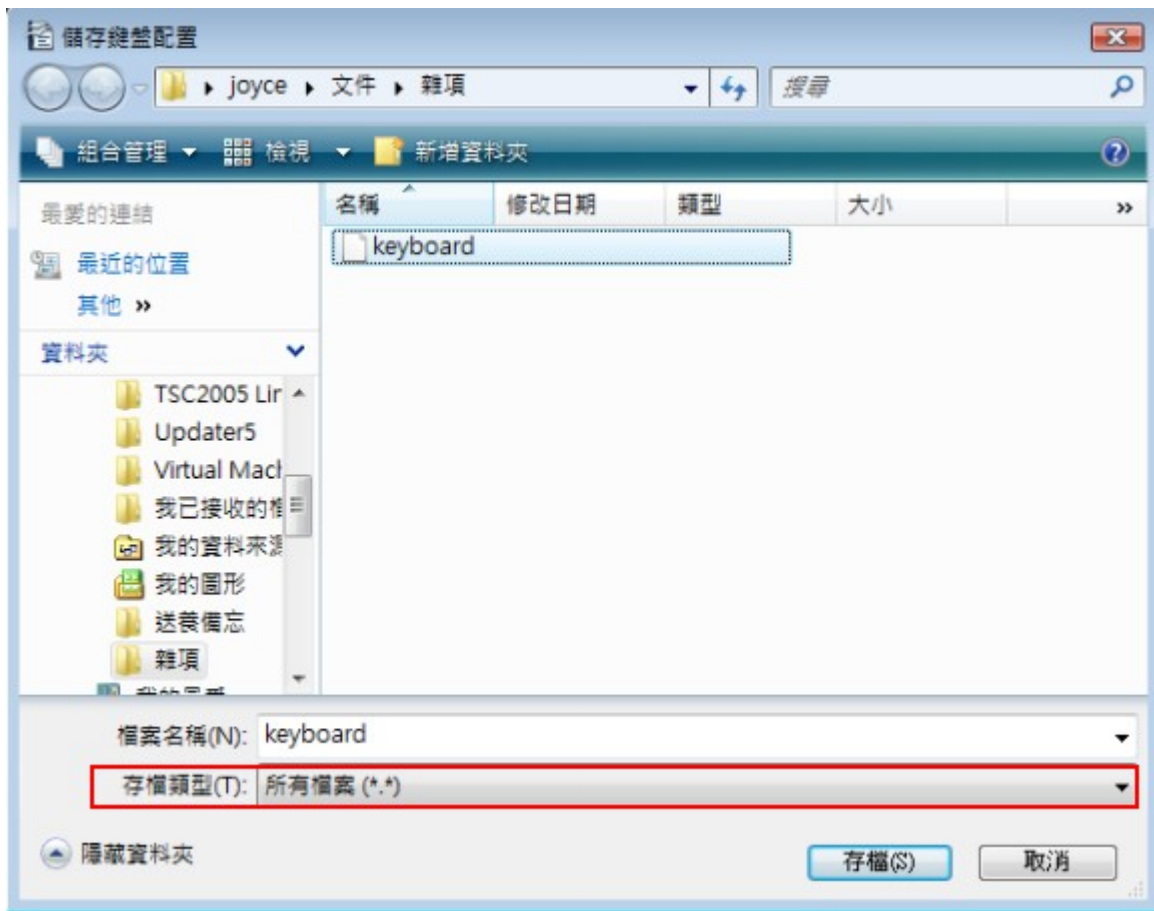 儲存鍵盤配置
joyce 文件 雜項
搜尋
組合管理 檢視 新增資料夾
最愛的連結
最近的位置
其他 »
資料夾
TSC2005 Lir
Updater5
Virtual Mach
我已接收的檔
我的資料來源
我的圖形
送養備忘
雜項
名稱 修改日期 類型 大小 »
keyboard
檔案名稱(N): keyboard
存檔類型(T): 所有檔案 (*.*)
隱藏資料夾
存檔(S) 取消